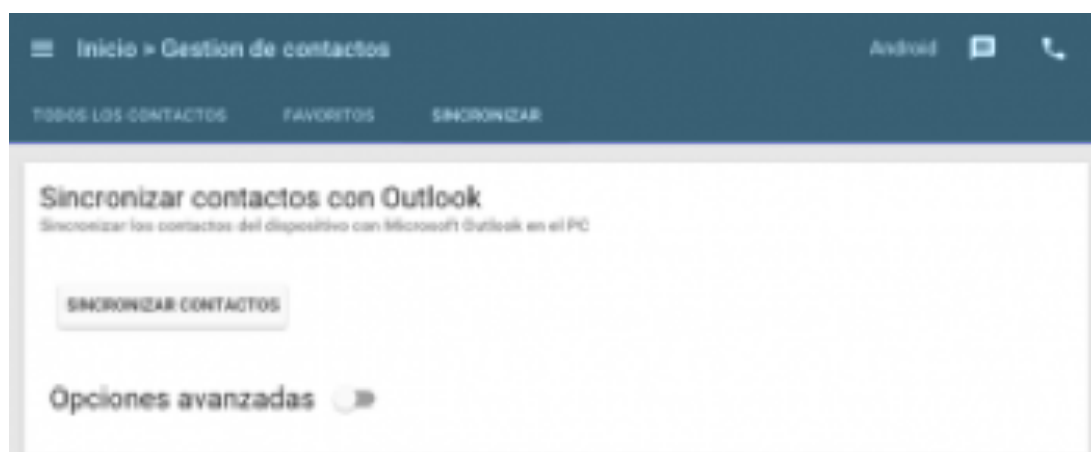 Inicio > Gestion de contactos
Android
TODOS LOS CONTACTOS FAVORITOS SINCRONIZAR
Sincronizar contactos con Outlook
Sincronizar los contactos del dispositivo con Microsoft Outlook en el PC
SINCRONIZAR CONTACTOS
Opciones avanzadas